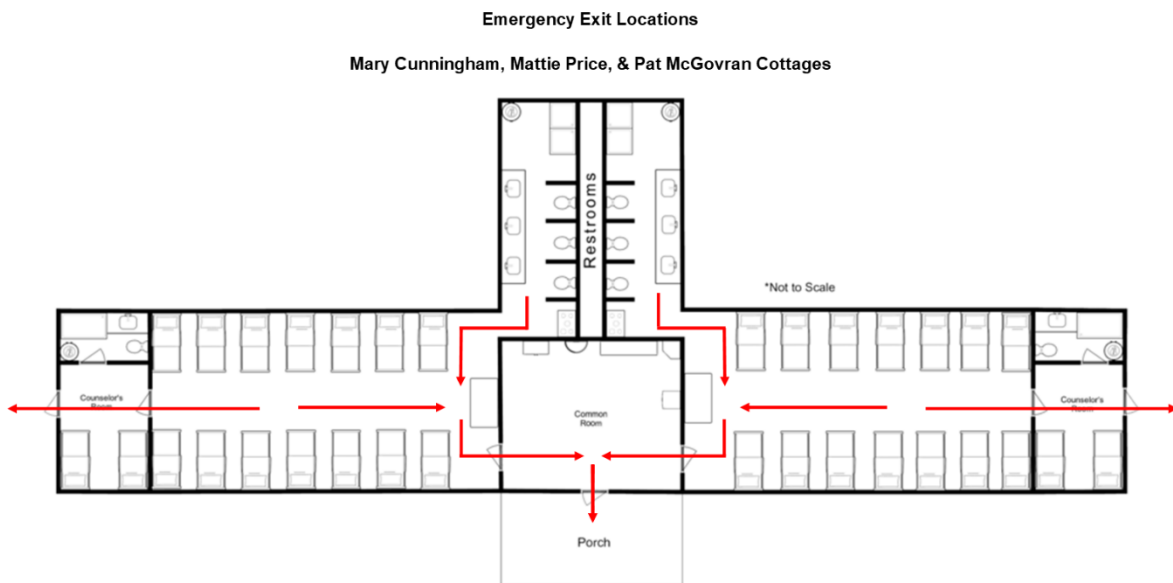 Emergency Exit Locations
Mary Cunningham, Mattie Price, & Pat McGovran Cottages
Restrooms
*Not to Scale
Counselor's
Room
Common
Room
Counselor's
Room
Porch